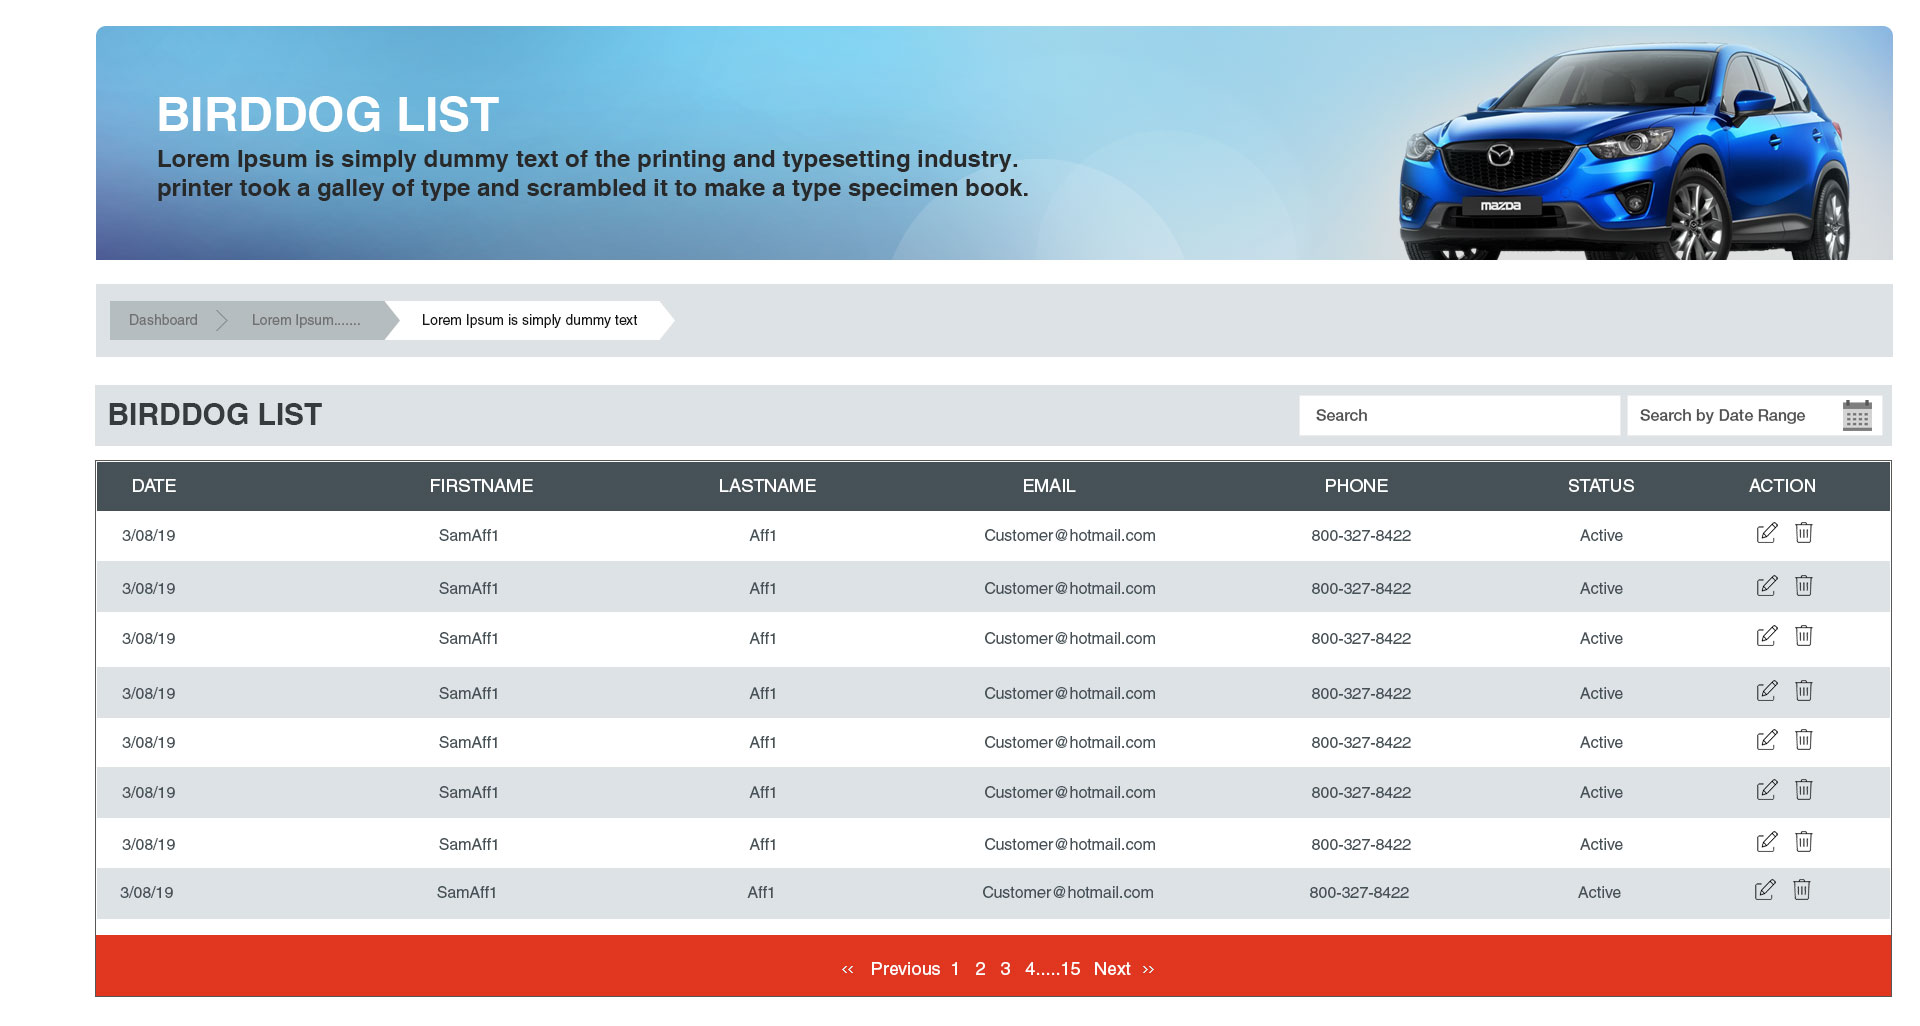 BIRDDOG LIST
Lorem Ipsum is simply dummy text of the printing and typesetting industry.
printer took a galley of type and scrambled it to make a type specimen book.
mazda
Dashboard Lorem Ipsum....... Lorem Ipsum is simply dummy text
BIRDDOG LIST Search Search by Date Range
DATE FIRSTNAME LASTNAME EMAIL PHONE STATUS ACTION
3/08/19 SamAff1 Aff1 Customer@hotmail.com 800-327-8422 Active
3/08/19 SamAff1 Aff1 Customer@hotmail.com 800-327-8422 Active
3/08/19 SamAff1 Aff1 Customer@hotmail.com 800-327-8422 Active
3/08/19 SamAff1 Aff1 Customer@hotmail.com 800-327-8422 Active
3/08/19 SamAff1 Aff1 Customer@hotmail.com 800-327-8422 Active
3/08/19 SamAff1 Aff1 Customer@hotmail.com 800-327-8422 Active
3/08/19 SamAff1 Aff1 Customer@hotmail.com 800-327-8422 Active
3/08/19 SamAff1 Aff1 Customer@hotmail.com 800-327-8422 Active
‹‹ Previous 1 2 3 4.....15 Next ››